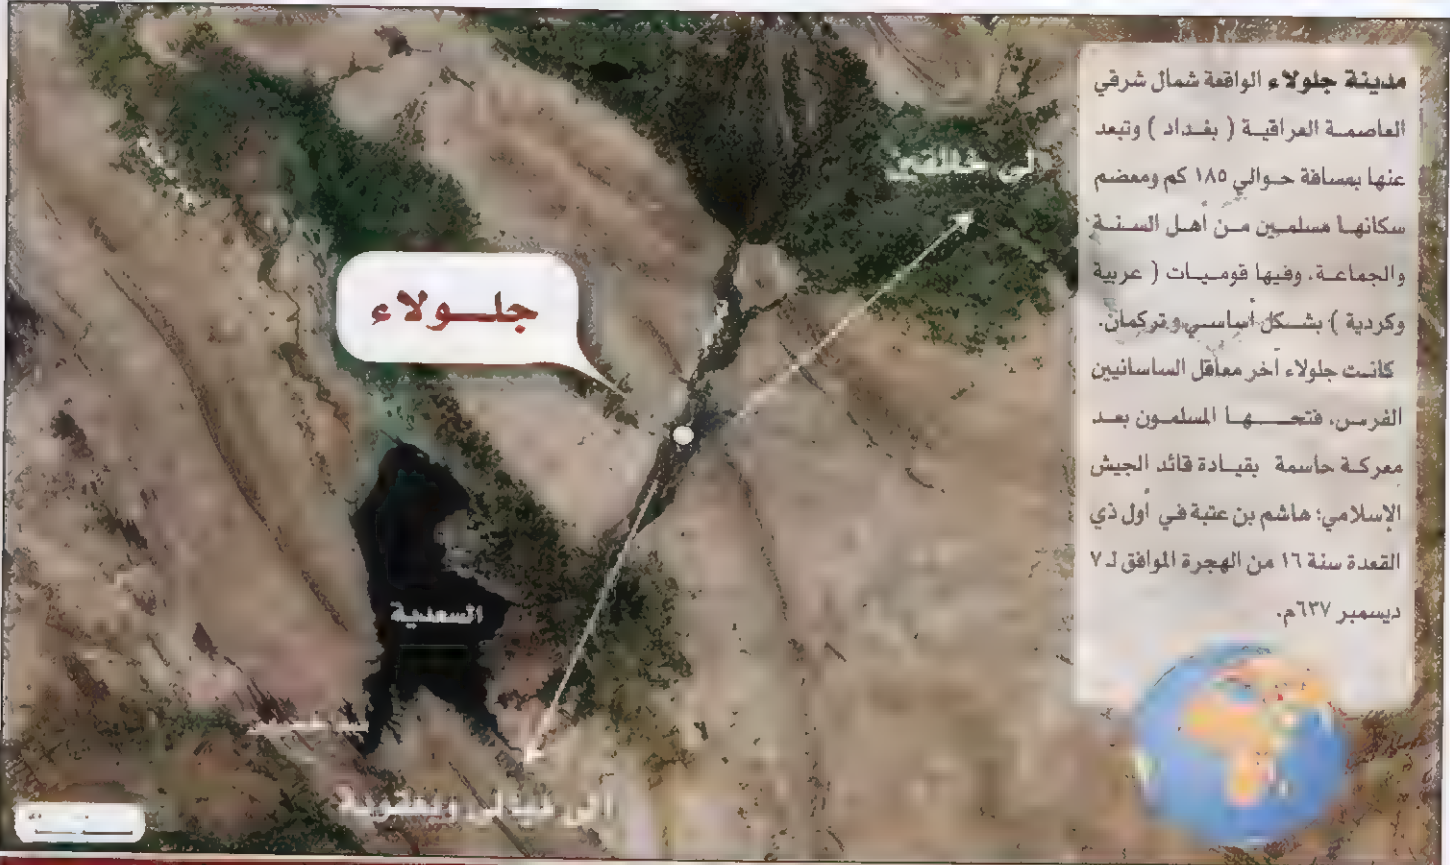 مدينة جلولاء الواقعة شمال شرقي
العاصمة العراقية ( بغداد ) وتبعد
عنها بمسافة حوالي ١٨٥ كم ومعضم
سكانها مسلمين من أهل السنة
والجماعة، وفيها قوميات ( عربية
وكردية ) بشكل أساسي وتركمان.
كانت جلولاء آخر معاقل الساسانيين
الفرس، فتحها المسلمون بعد
معركة حاسمة بقيادة قائد الجيش
الإسلامي: هاشم بن عتبة في أول ذي
القعدة سنة ١٦ من الهجرة الموافق لـ ٧
ديسمبر ٦٣٧م.
جلولاء
السعدية
إلى ديالى وبعقوبة